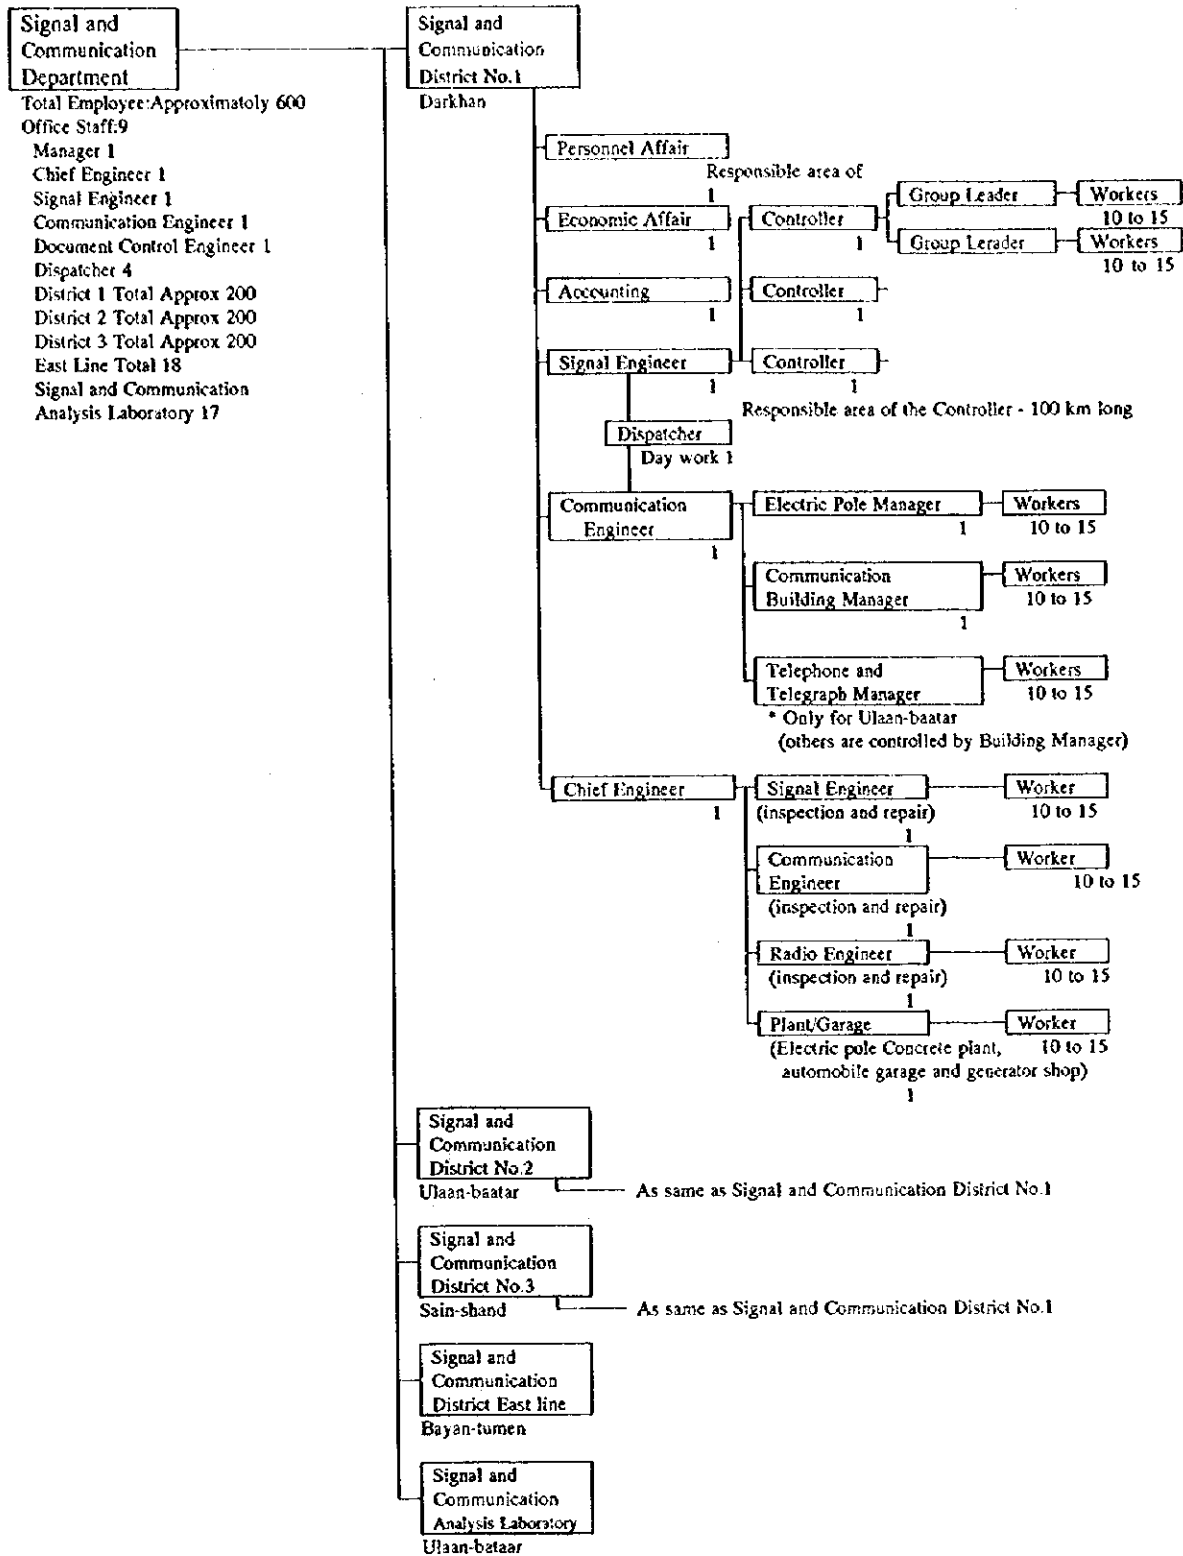 Signal and
Communication
Department
Total Employee:Approximatoly 600
Office Staff:9
Manager 1
Chief Engineer 1
Signal Engineer 1
Communication Engineer 1
Document Control Engineer 1
Dispatcher 4
District 1 Total Approx 200
District 2 Total Approx 200
District 3 Total Approx 200
East Line Total 18
Signal and Communication
Analysis Laboratory 17
Signal and
Communication
District No.1
Darkhan
Personnel Affair
Responsible area of
1
Economic Affair
1
Controller
1
Group Leader
Workers
10 to 15
Group Lerader
Workers
10 to 15
Accounting
1
Controller
1
Signal Engineer
1
Controller
1
Responsible area of the Controller - 100 km long
Dispatcher
Day work 1
Communication
Engineer
1
Electric Pole Manager
1
Workers
10 to 15
Communication
Building Manager
1
Workers
10 to 15
Telephone and
Telegraph Manager
Workers
10 to 15
* Only for Ulaan-baatar
(others are controlled by Building Manager)
Chief Engineer
1
Signal Engineer
(inspection and repair)
1
Worker
10 to 15
Communication
Engineer
(inspection and repair)
1
Worker
10 to 15
Radio Engineer
(inspection and repair)
1
Worker
10 to 15
Plant/Garage
(Electric pole Concrete plant,
automobile garage and generator shop)
1
Worker
10 to 15
Signal and
Communication
District No.2
Ulaan-baatar
As same as Signal and Communication District No.1
Signal and
Communication
District No.3
Sain-shand
As same as Signal and Communication District No.1
Signal and
Communication
District East line
Bayan-tumen
Signal and
Communication
Analysis Laboratory
Ulaan-bataar